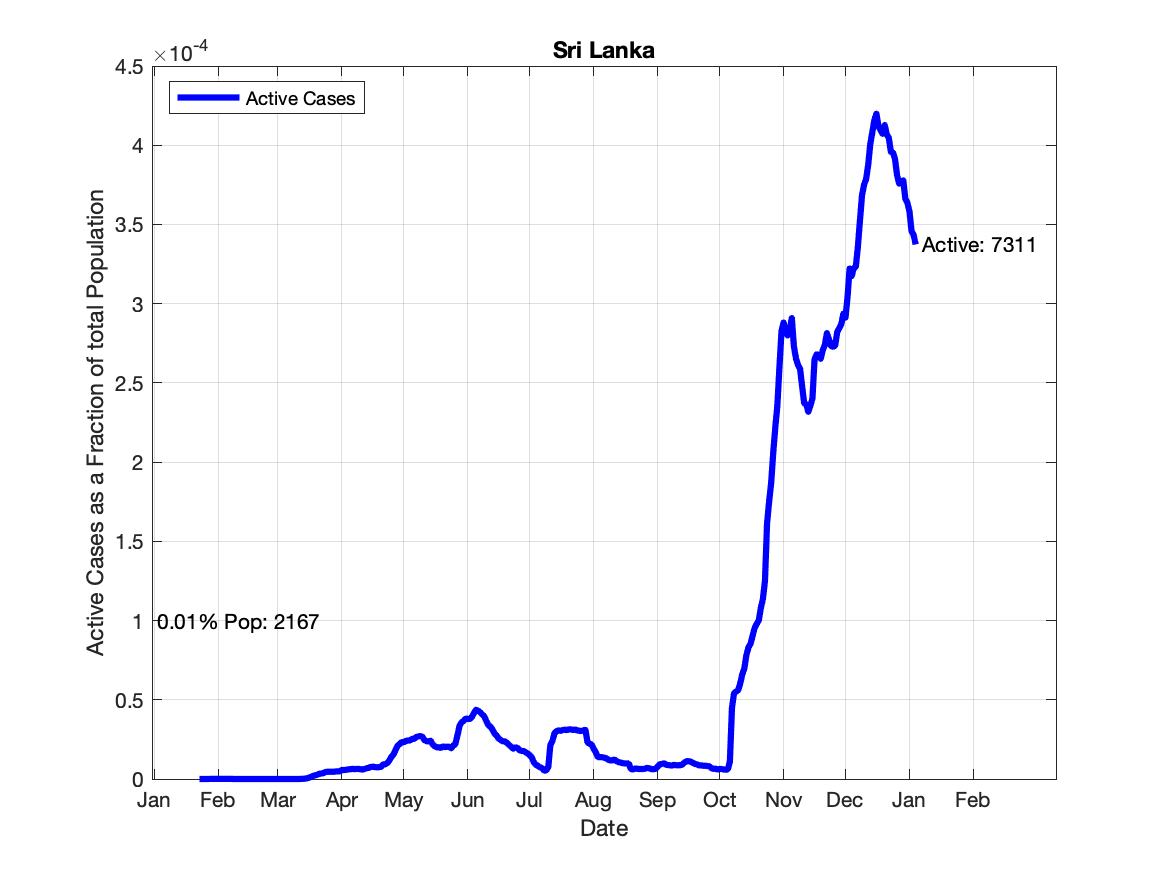 Sri Lanka
×10-4
4.5
4
3.5
3
2.5
2
1.5
1
0.5
0
Active Cases
Active: 7311
0.01% Pop: 2167
Active Cases as a Fraction of total Population
Jan Feb Mar Apr May Jun Jul Aug Sep Oct Nov Dec Jan Feb
Date